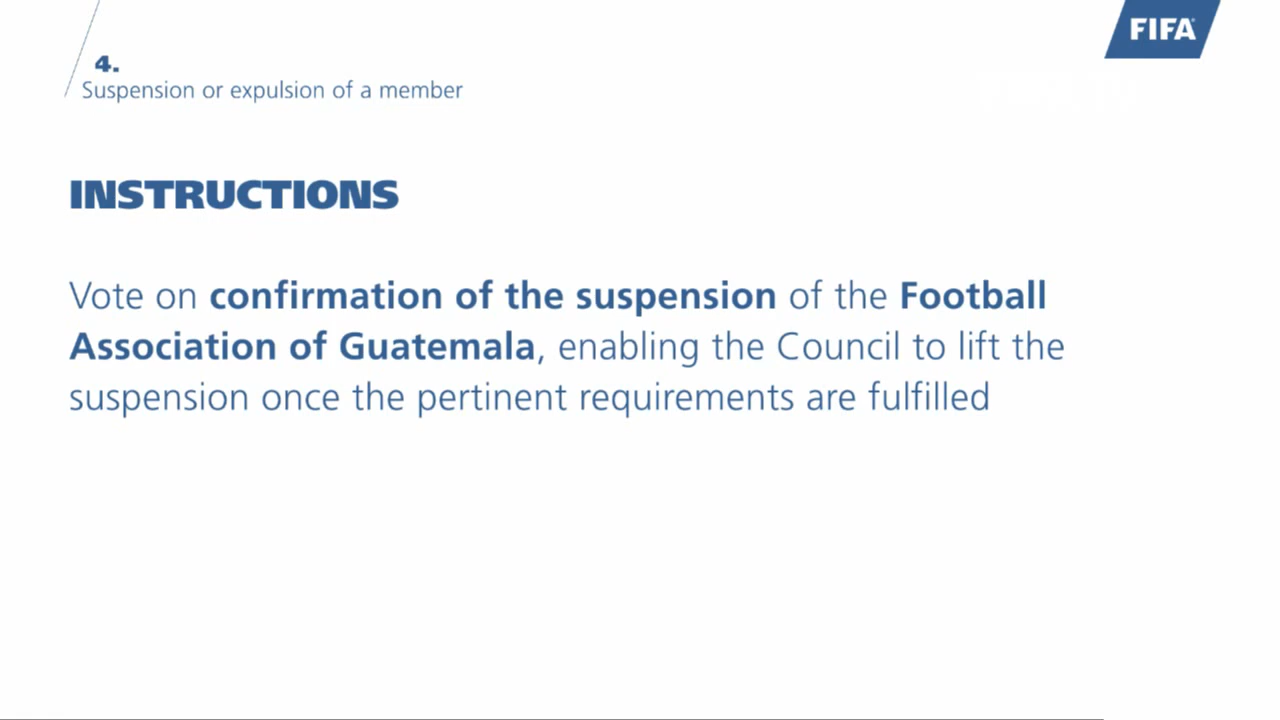 FIFA
4.
Suspension or expulsion of a member
INSTRUCTIONS
Vote on confirmation of the suspension of the Football
Association of Guatemala, enabling the Council to lift the
suspension once the pertinent requirements are fulfilled